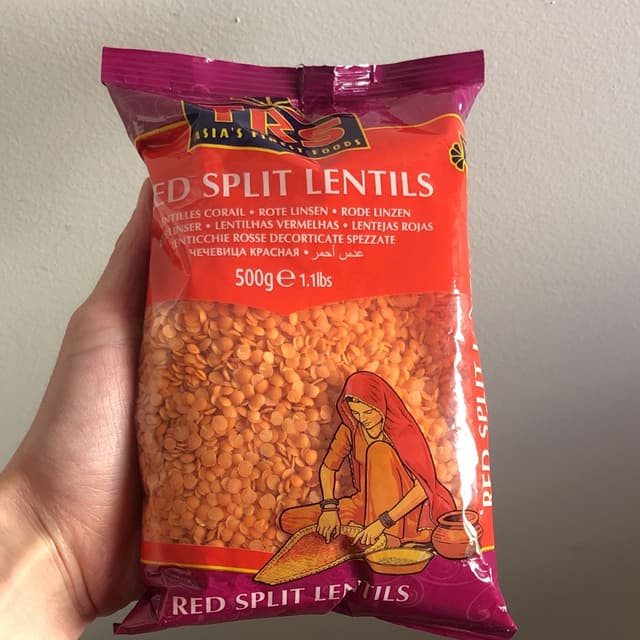 TRS
ASIA'S FINEST FOODS
ED SPLIT LENTILS
NTILLES CORAIL • ROTE LINSEN • RODE LINZEN
LINSER • LENTILHAS VERMELHAS • LENTEJAS ROJAS
LENTICCHIE ROSSE DECORTICATE SPEZZATE
ЧЕЧЕВИЦА КРАСНАЯ • عدس أحمر
500g ℮ 1.1lbs
RED SPLIT LENTILS
RED SPLIT